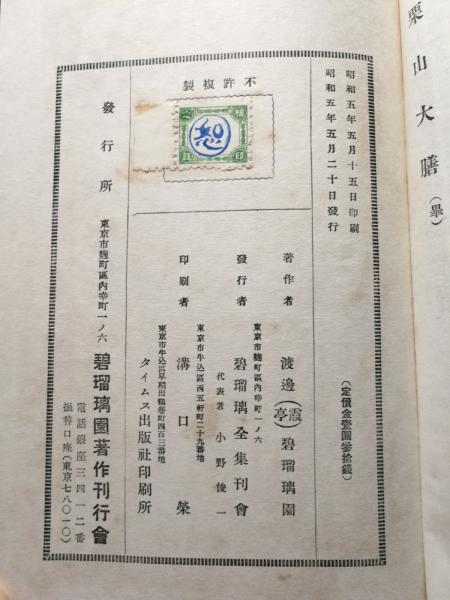 栗山大膳(畢)
昭和五年五月十五日印刷
昭和五年五月二十日發行
(定價金壹圓參拾錢)
不許複製
著作者 渡邊(霞亭)碧瑠璃園
東京市麹町區內幸町一ノ六
發行者 碧瑠璃全集刊會
代表者 小野俊一
東京市牛込區西五軒町二十九番地
印刷者 溝口榮
東京市牛込區早稻田鶴卷町四百三番地
タイムス出版社印刷所
發行所 東京市麹町區內幸町一ノ六 碧瑠璃園著作刊行會
電話銀座三四一二番
振替口座(東京七八〇一〇)